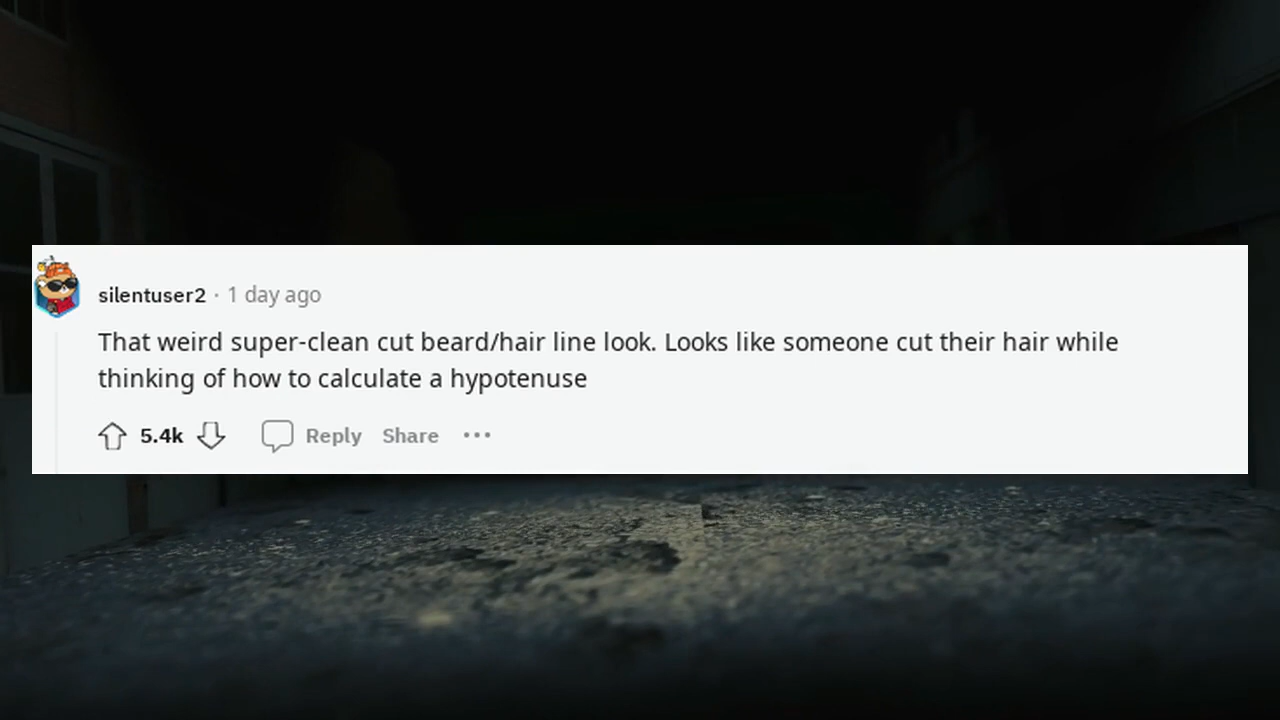 silentuser2 · 1 day ago
That weird super-clean cut beard/hair line look. Looks like someone cut their hair while
thinking of how to calculate a hypotenuse
5.4k Reply Share •••